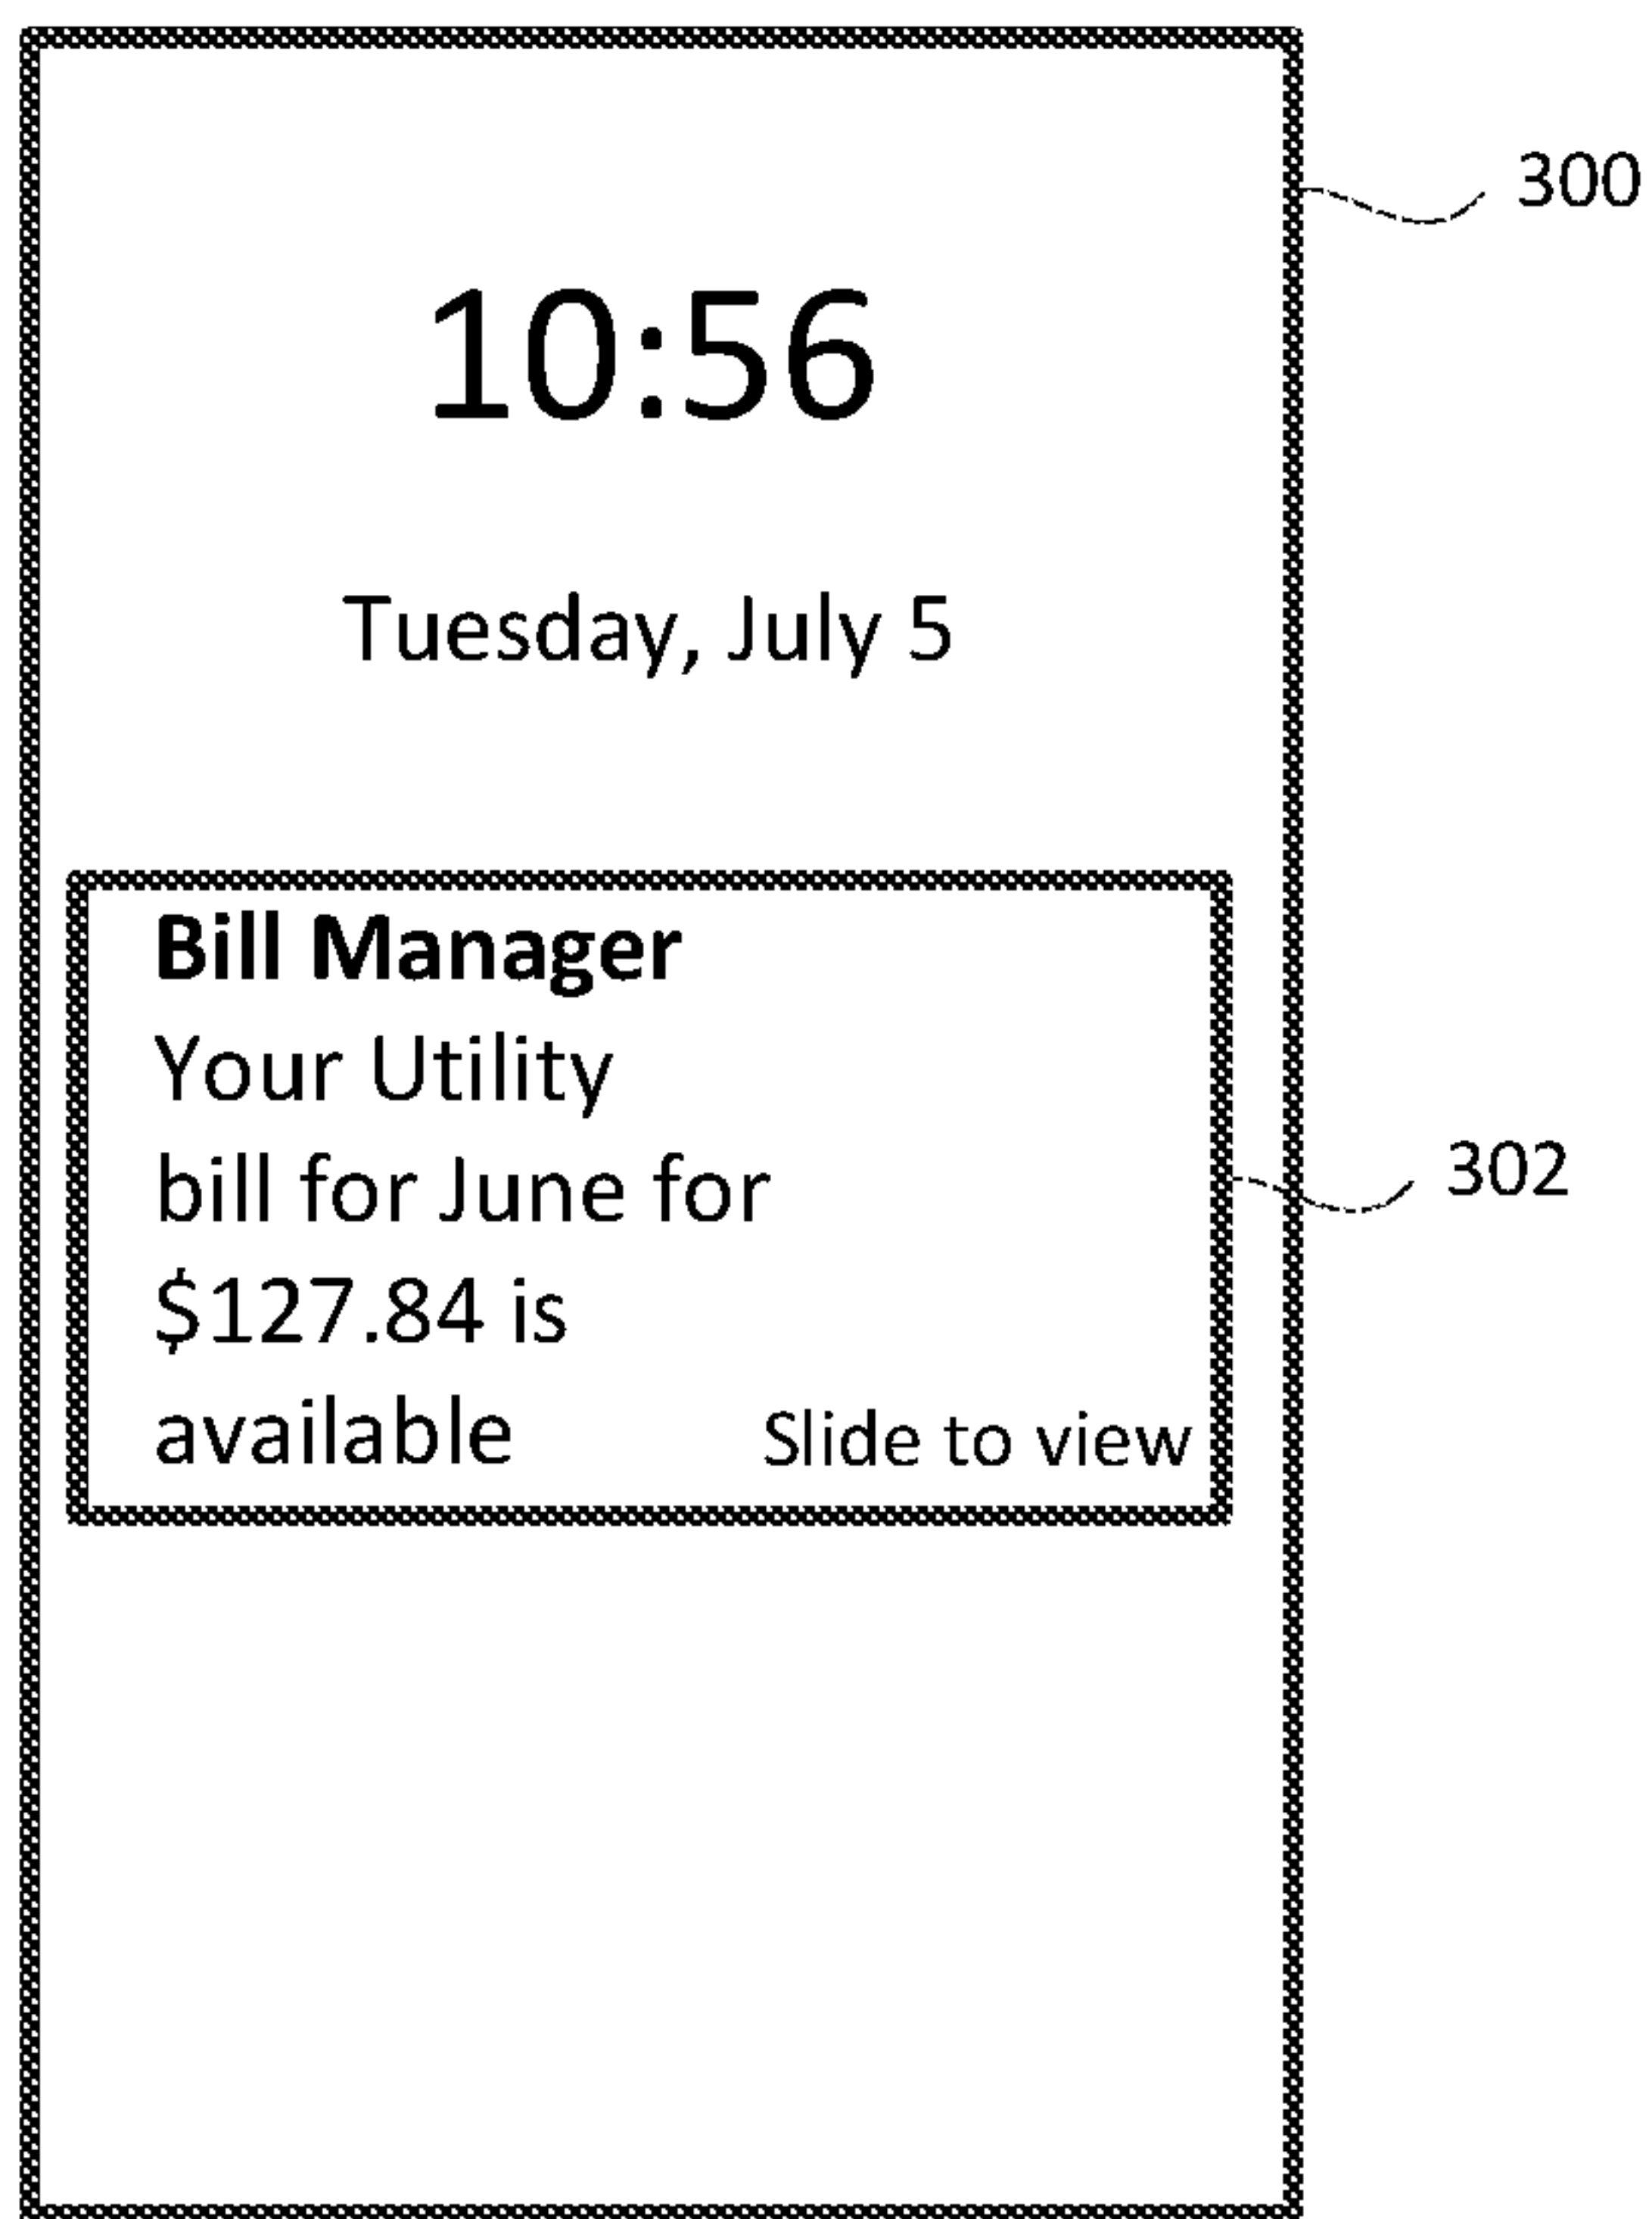 300
10:56
Tuesday, July 5
Bill Manager
Your Utility
bill for June for
302
$127.84 is
available
Slide to view